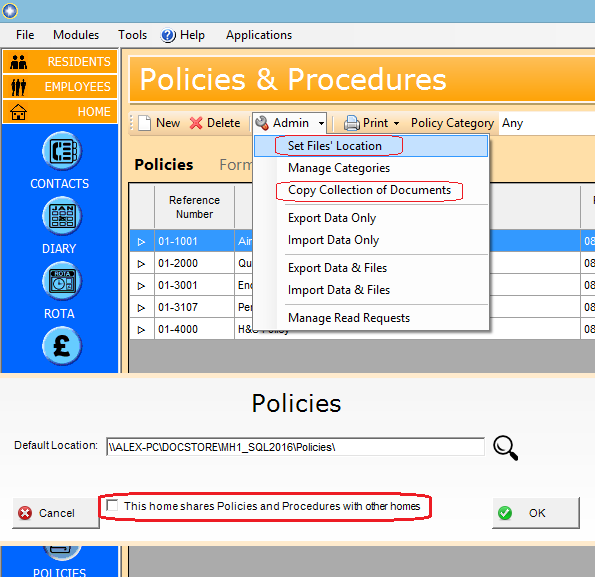 File Modules Tools Help Applications
RESIDENTS
EMPLOYEES
HOME
Policies & Procedures
New Delete Admin Print Policy Category Any
Set Files' Location
Manage Categories
Copy Collection of Documents
Export Data Only
Import Data Only
Export Data & Files
Import Data & Files
Manage Read Requests
CONTACTS
DIARY
ROTA
£
Policies Form
Reference
Number
01-1001 Air 08
01-2000 Qu 08
01-3001 End 08
01-3107 Per 08
01-4000 H&S Policy 08
Policies
Default Location: \\ALEX-PC\DOCSTORE\MH1_SQL2016\Policies\
Cancel This home shares Policies and Procedures with other homes OK
POLICIES